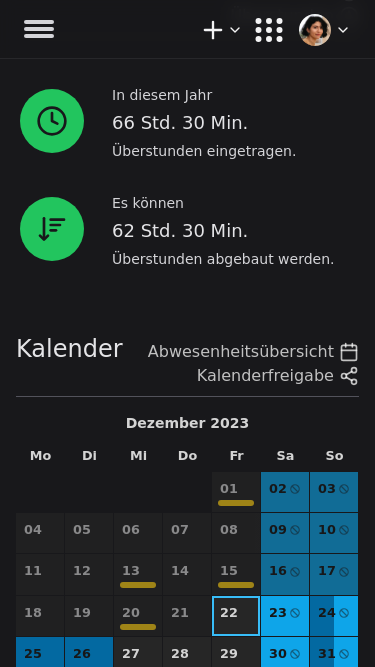 In diesem Jahr
66 Std. 30 Min.
Überstunden eingetragen.
Es können
62 Std. 30 Min.
Überstunden abgebaut werden.
Kalender
Abwesenheitsübersicht
Kalenderfreigabe
Dezember 2023
Mo Di Mi Do Fr Sa So
01 02 03
04 05 06 07 08 09 10
11 12 13 14 15 16 17
18 19 20 21 22 23 24
25 26 27 28 29 30 31